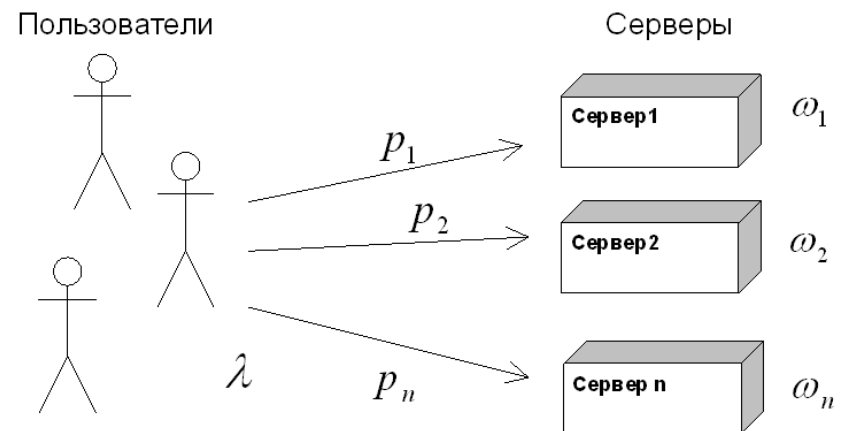 Пользователи
Серверы
Сервер1
ω₁
p₁
p₂
Сервер2
ω₂
λ
pₙ
Сервер n
ωₙ